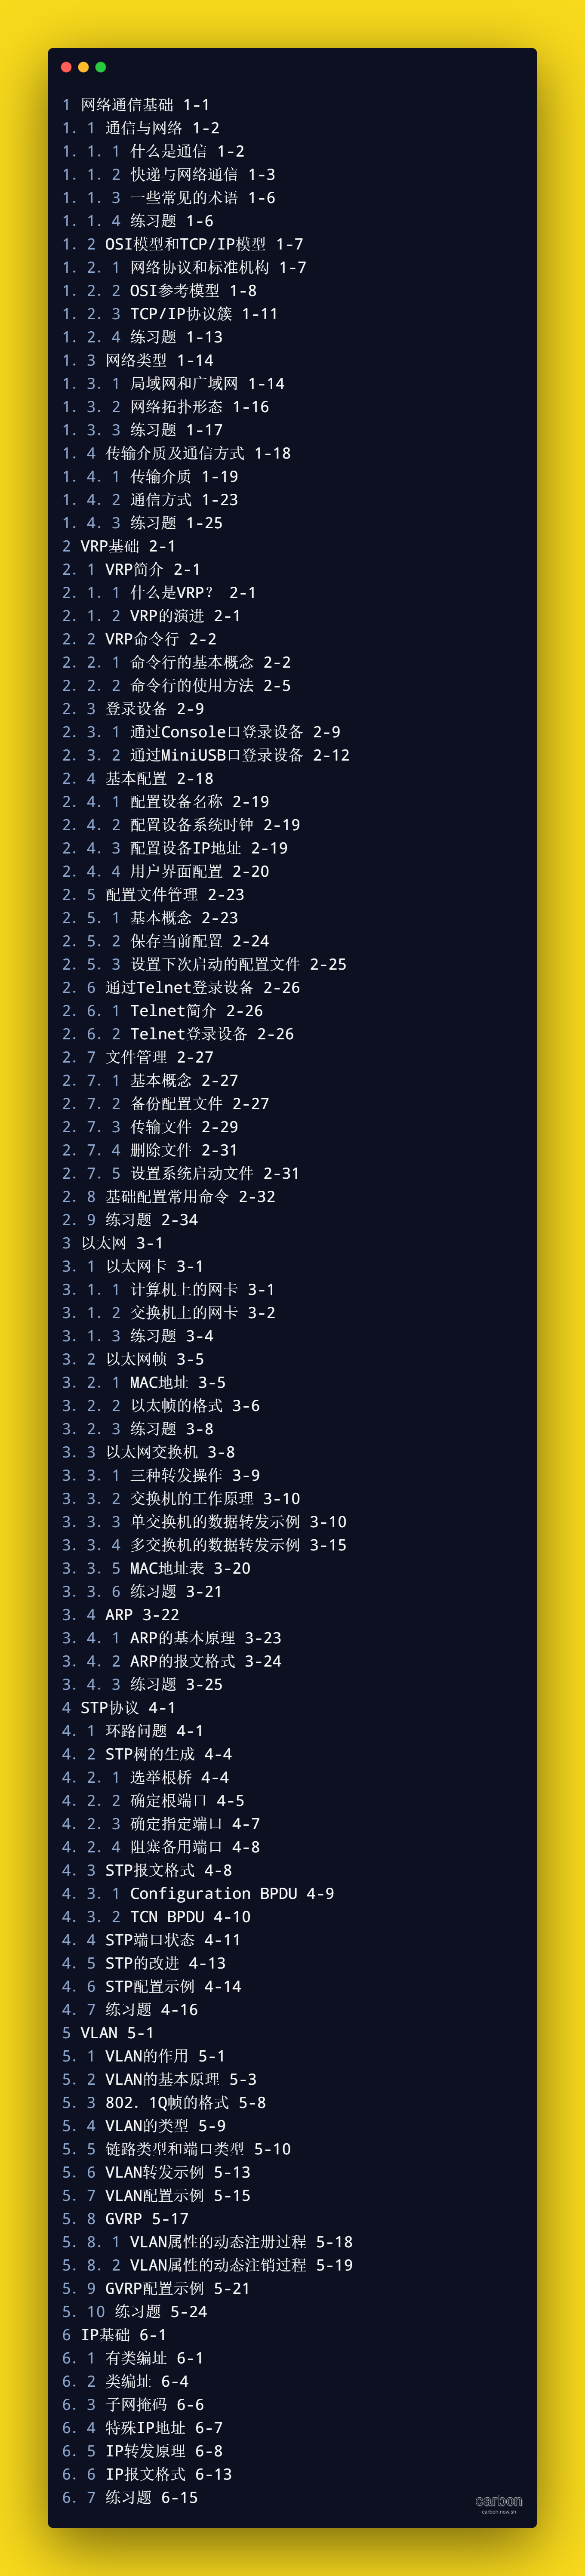 1 网络通信基础 1-1
1. 1 通信与网络 1-2
1. 1. 1 什么是通信 1-2
1. 1. 2 快递与网络通信 1-3
1. 1. 3 一些常见的术语 1-6
1. 1. 4 练习题 1-6
1. 2 OSI模型和TCP/IP模型 1-7
1. 2. 1 网络协议和标准机构 1-7
1. 2. 2 OSI参考模型 1-8
1. 2. 3 TCP/IP协议簇 1-11
1. 2. 4 练习题 1-13
1. 3 网络类型 1-14
1. 3. 1 局域网和广域网 1-14
1. 3. 2 网络拓扑形态 1-16
1. 3. 3 练习题 1-17
1. 4 传输介质及通信方式 1-18
1. 4. 1 传输介质 1-19
1. 4. 2 通信方式 1-23
1. 4. 3 练习题 1-25
2 VRP基础 2-1
2. 1 VRP简介 2-1
2. 1. 1 什么是VRP？ 2-1
2. 1. 2 VRP的演进 2-1
2. 2 VRP命令行 2-2
2. 2. 1 命令行的基本概念 2-2
2. 2. 2 命令行的使用方法 2-5
2. 3 登录设备 2-9
2. 3. 1 通过Console口登录设备 2-9
2. 3. 2 通过MiniUSB口登录设备 2-12
2. 4 基本配置 2-18
2. 4. 1 配置设备名称 2-19
2. 4. 2 配置设备系统时钟 2-19
2. 4. 3 配置设备IP地址 2-19
2. 4. 4 用户界面配置 2-20
2. 5 配置文件管理 2-23
2. 5. 1 基本概念 2-23
2. 5. 2 保存当前配置 2-24
2. 5. 3 设置下次启动的配置文件 2-25
2. 6 通过Telnet登录设备 2-26
2. 6. 1 Telnet简介 2-26
2. 6. 2 Telnet登录设备 2-26
2. 7 文件管理 2-27
2. 7. 1 基本概念 2-27
2. 7. 2 备份配置文件 2-27
2. 7. 3 传输文件 2-29
2. 7. 4 删除文件 2-31
2. 7. 5 设置系统启动文件 2-31
2. 8 基础配置常用命令 2-32
2. 9 练习题 2-34
3 以太网 3-1
3. 1 以太网卡 3-1
3. 1. 1 计算机上的网卡 3-1
3. 1. 2 交换机上的网卡 3-2
3. 1. 3 练习题 3-4
3. 2 以太网帧 3-5
3. 2. 1 MAC地址 3-5
3. 2. 2 以太帧的格式 3-6
3. 2. 3 练习题 3-8
3. 3 以太网交换机 3-8
3. 3. 1 三种转发操作 3-9
3. 3. 2 交换机的工作原理 3-10
3. 3. 3 单交换机的数据转发示例 3-10
3. 3. 4 多交换机的数据转发示例 3-15
3. 3. 5 MAC地址表 3-20
3. 3. 6 练习题 3-21
3. 4 ARP 3-22
3. 4. 1 ARP的基本原理 3-23
3. 4. 2 ARP的报文格式 3-24
3. 4. 3 练习题 3-25
4 STP协议 4-1
4. 1 环路问题 4-1
4. 2 STP树的生成 4-4
4. 2. 1 选举根桥 4-4
4. 2. 2 确定根端口 4-5
4. 2. 3 确定指定端口 4-7
4. 2. 4 阻塞备用端口 4-8
4. 3 STP报文格式 4-8
4. 3. 1 Configuration BPDU 4-9
4. 3. 2 TCN BPDU 4-10
4. 4 STP端口状态 4-11
4. 5 STP的改进 4-13
4. 6 STP配置示例 4-14
4. 7 练习题 4-16
5 VLAN 5-1
5. 1 VLAN的作用 5-1
5. 2 VLAN的基本原理 5-3
5. 3 802. 1Q帧的格式 5-8
5. 4 VLAN的类型 5-9
5. 5 链路类型和端口类型 5-10
5. 6 VLAN转发示例 5-13
5. 7 VLAN配置示例 5-15
5. 8 GVRP 5-17
5. 8. 1 VLAN属性的动态注册过程 5-18
5. 8. 2 VLAN属性的动态注销过程 5-19
5. 9 GVRP配置示例 5-21
5. 10 练习题 5-24
6 IP基础 6-1
6. 1 有类编址 6-1
6. 2 类编址 6-4
6. 3 子网掩码 6-6
6. 4 特殊IP地址 6-7
6. 5 IP转发原理 6-8
6. 6 IP报文格式 6-13
6. 7 练习题 6-15
carbon
carbon.now.sh